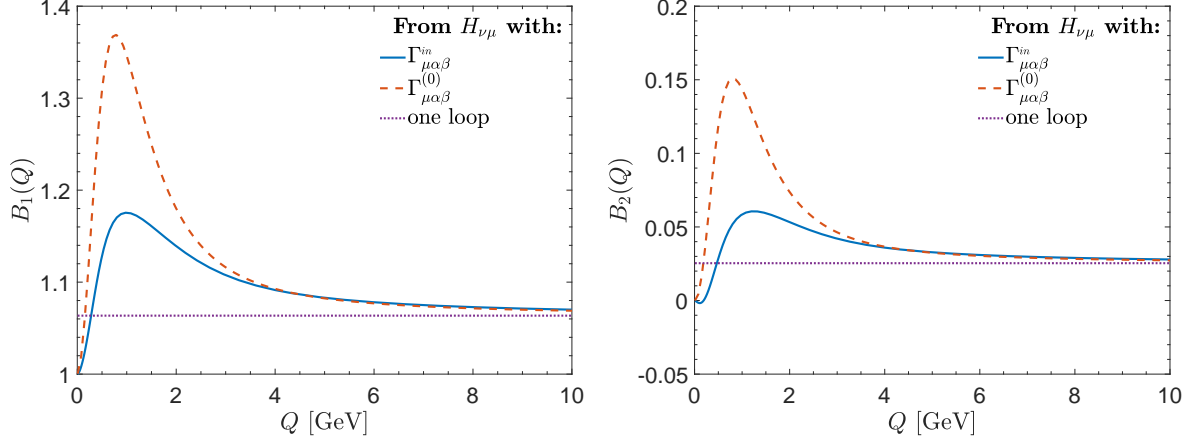 1.4
1.3
1.2
1.1
1
0 2 4 6 8 10
B₁(Q)
Q [GeV]
From H_{νμ} with:
Γ^{in}_{μαβ}
Γ^{(0)}_{μαβ}
one loop
0.2
0.15
0.1
0.05
0
-0.05
0 2 4 6 8 10
B₂(Q)
Q [GeV]
From H_{νμ} with:
Γ^{in}_{μαβ}
Γ^{(0)}_{μαβ}
one loop